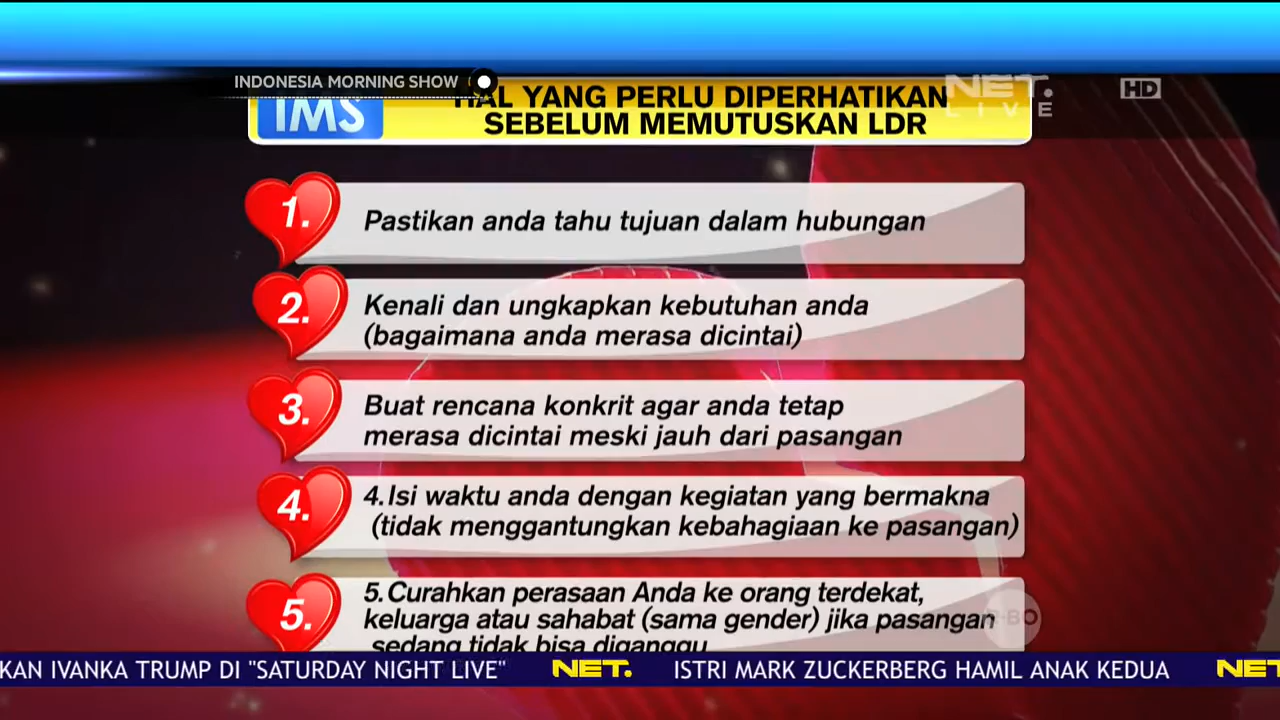 INDONESIA MORNING SHOW
NET.
LIVE
HD
IMS
HAL YANG PERLU DIPERHATIKAN
SEBELUM MEMUTUSKAN LDR
1.
Pastikan anda tahu tujuan dalam hubungan
2.
Kenali dan ungkapkan kebutuhan anda
(bagaimana anda merasa dicintai)
3.
Buat rencana konkrit agar anda tetap
merasa dicintai meski jauh dari pasangan
4.
4.Isi waktu anda dengan kegiatan yang bermakna
(tidak menggantungkan kebahagiaan ke pasangan)
5.
5.Curahkan perasaan Anda ke orang terdekat,
keluarga atau sahabat (sama gender) jika pasangan
sedang tidak bisa diganggu
KAN IVANKA TRUMP DI "SATURDAY NIGHT LIVE" NET. ISTRI MARK ZUCKERBERG HAMIL ANAK KEDUA NET